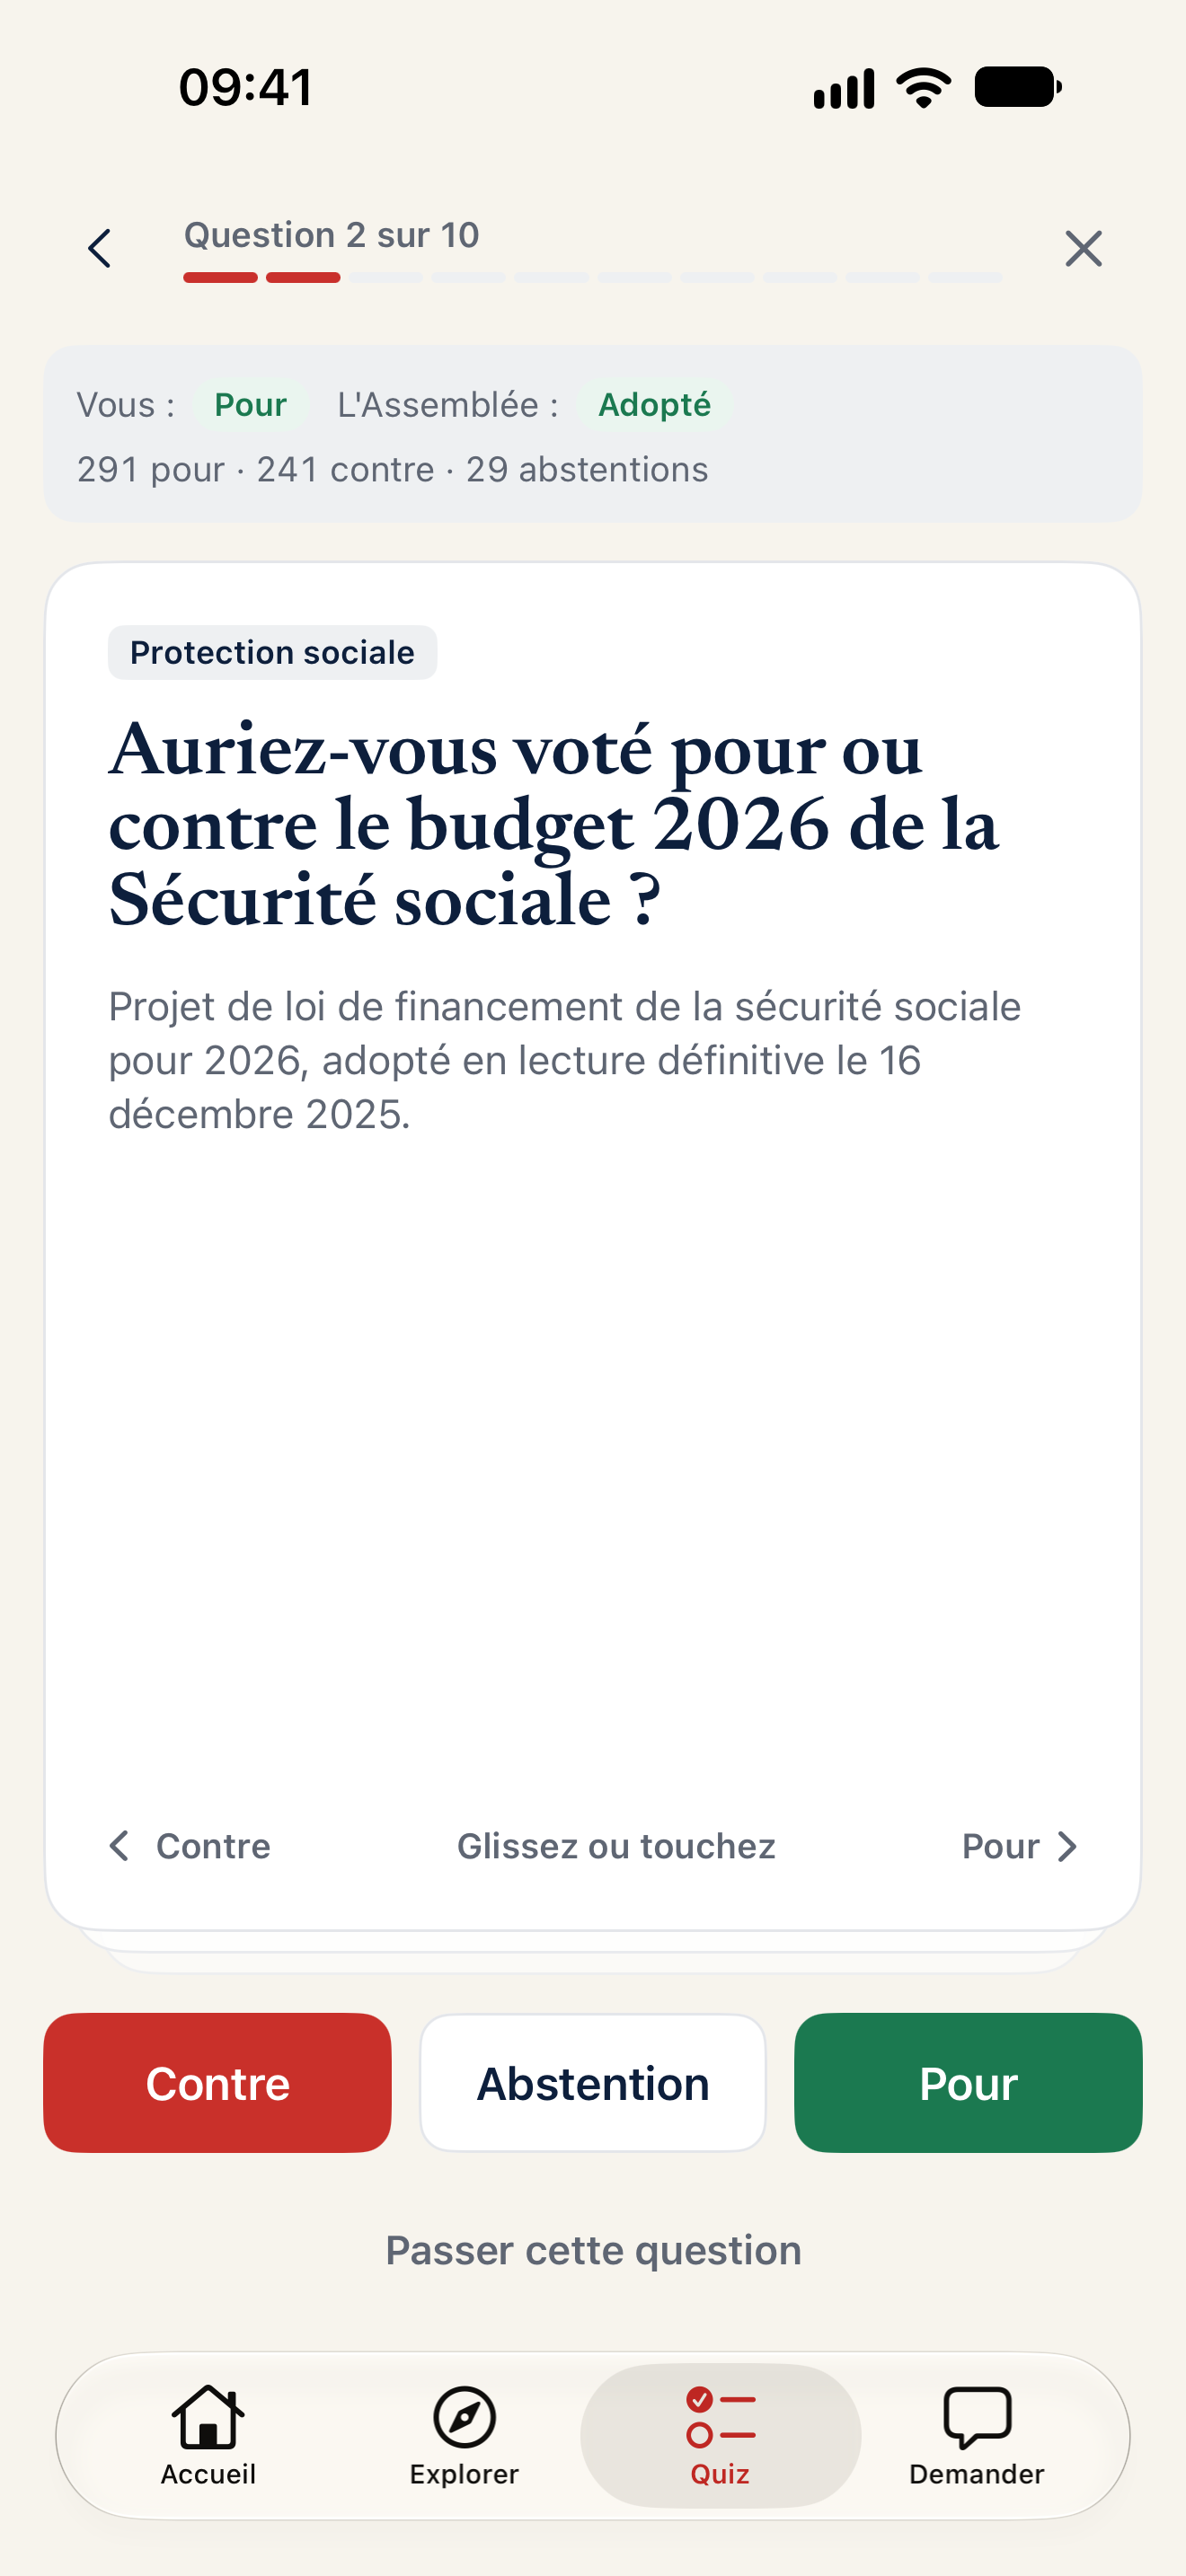 09:41
Question 2 sur 10
Vous : Pour L'Assemblée : Adopté
291 pour · 241 contre · 29 abstentions
Protection sociale
Auriez-vous voté pour ou
contre le budget 2026 de la
Sécurité sociale ?
Projet de loi de financement de la sécurité sociale
pour 2026, adopté en lecture définitive le 16
décembre 2025.
Contre Glissez ou touchez Pour
Contre Abstention Pour
Passer cette question
Accueil Explorer Quiz Demander